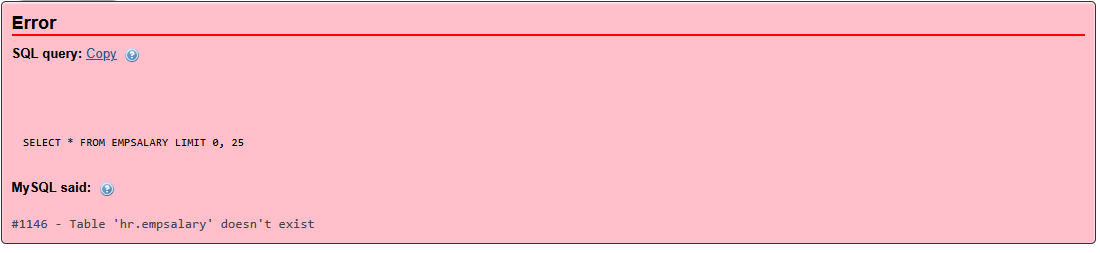 Error
SQL query: Copy
SELECT * FROM EMPSALARY LIMIT 0, 25
MySQL said:
#1146 - Table 'hr.empsalary' doesn't exist